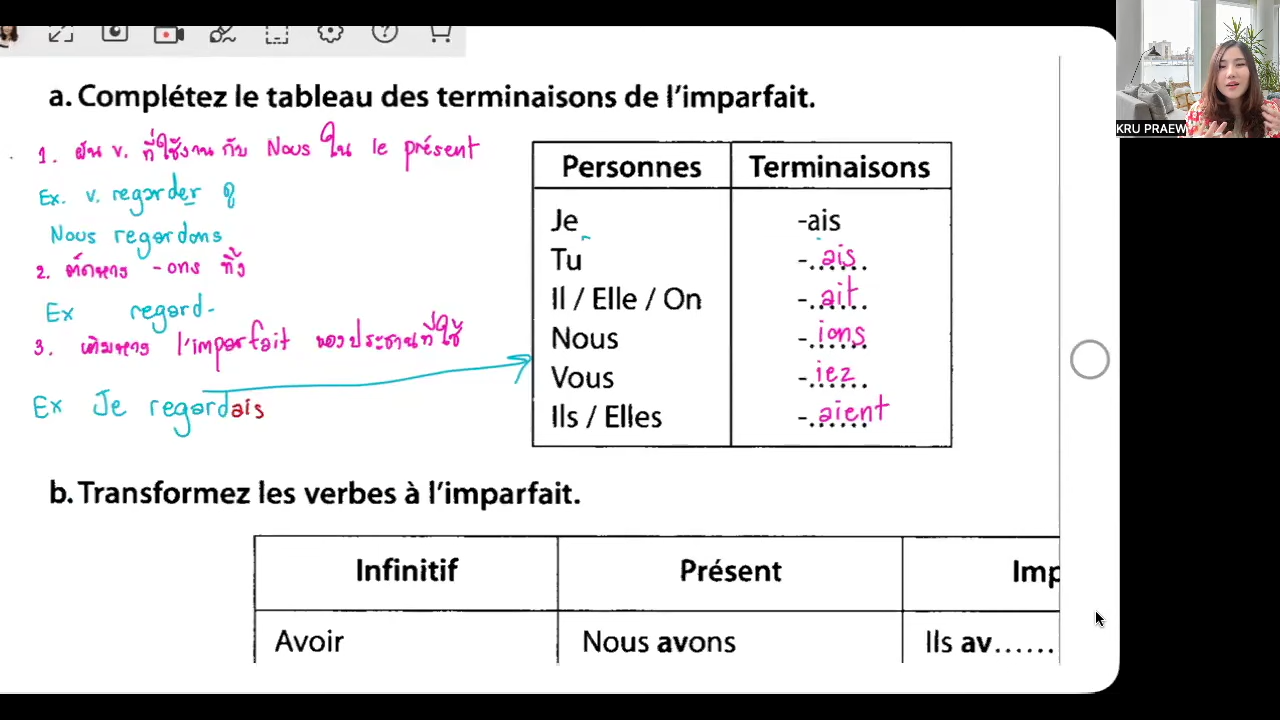 a. Complétez le tableau des terminaisons de l'imparfait.
KRU PRAEW
1. ผัน v. ที่ใช้งานกับ Nous ใน le présent
Ex. v. regarder ดู
Nous regardons
2. ตัดหาง -ons ทิ้ง
Ex regard-
3. เติมหาง l'imparfait ของประธานที่ใช้
Ex Je regardais
Personnes Terminaisons
Je -ais
Tu -ais
Il / Elle / On -ait
Nous -ions
Vous -iez
Ils / Elles -aient
b. Transformez les verbes à l'imparfait.
Infinitif Présent Imp
Avoir Nous avons Ils av......